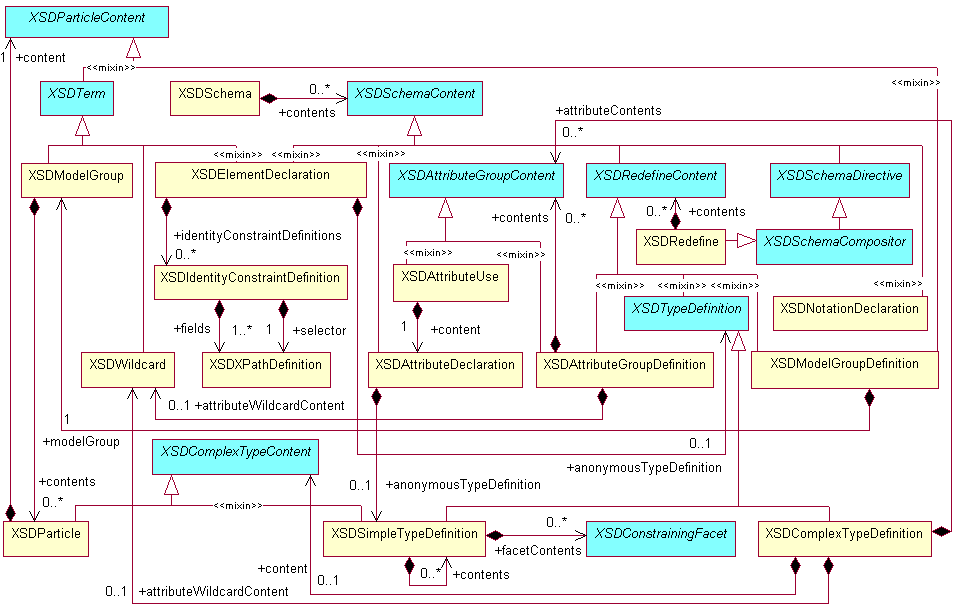 XSDParticleContent
1
+content
<<mixin>>
<<mixin>>
XSDTerm
XSDSchema
0..*
+contents
XSDSchemaContent
+attributeContents
0..*
<<mixin>>
<<mixin>>
<<mixin>>
XSDModelGroup
XSDElementDeclaration
XSDAttributeGroupContent
XSDRedefineContent
XSDSchemaDirective
+contents
0..*
0..*
+contents
+identityConstraintDefinitions
0..*
XSDRedefine
XSDSchemaCompositor
<<mixin>>
<<mixin>>
XSDIdentityConstraintDefinition
XSDAttributeUse
<<mixin>>
<<mixin>>
<<mixin>>
<<mixin>>
XSDTypeDefinition
XSDNotationDeclaration
+fields
1..*
1
+selector
1
+content
XSDWildcard
XSDXPathDefinition
XSDAttributeDeclaration
XSDAttributeGroupDefinition
XSDModelGroupDefinition
0..1
+attributeWildcardContent
1
+modelGroup
XSDComplexTypeContent
0..1
+anonymousTypeDefinition
+contents
0..*
0..1
+anonymousTypeDefinition
<<mixin>>
XSDParticle
XSDSimpleTypeDefinition
0..*
+facetContents
XSDConstrainingFacet
XSDComplexTypeDefinition
+content
0..1
0..*
+contents
0..1
+attributeWildcardContent